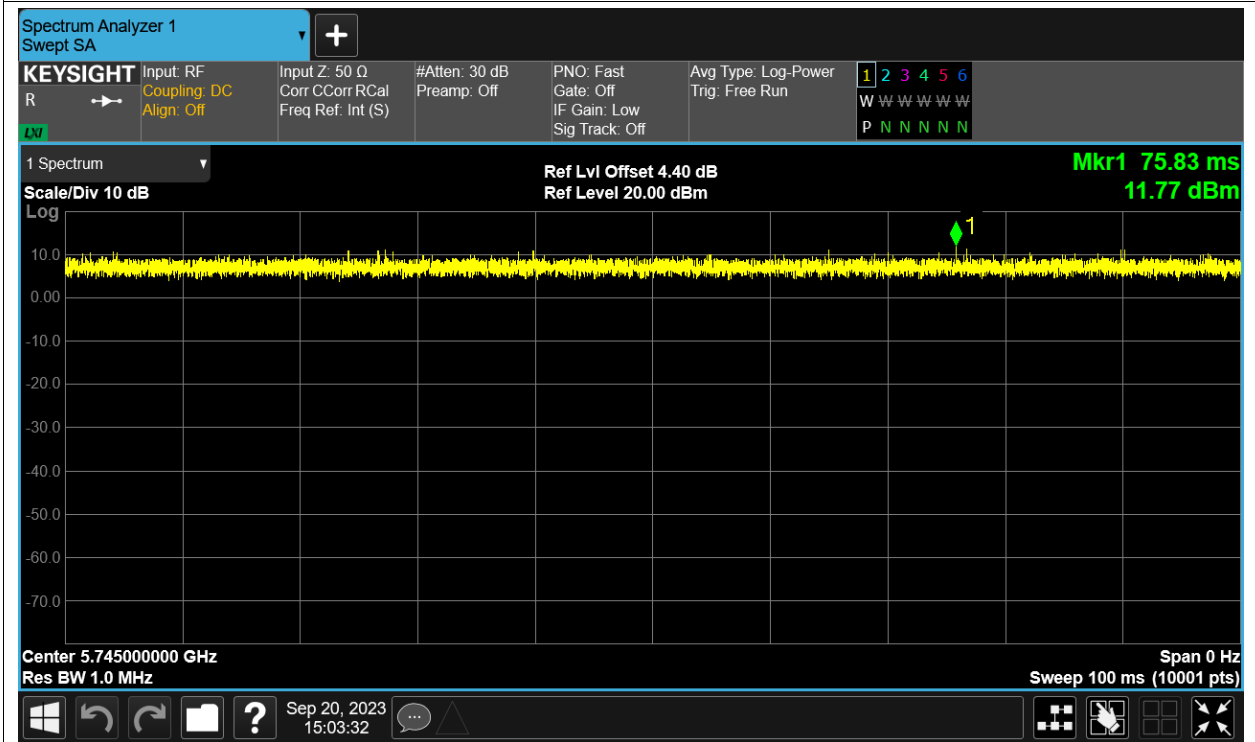 Spectrum Analyzer 1
Swept SA
+
KEYSIGHT
R
LXI
Input: RF
Coupling: DC
Align: Off
Input Z: 50 Ω
Corr CCorr RCal
Freq Ref: Int (S)
#Atten: 30 dB
Preamp: Off
PNO: Fast
Gate: Off
IF Gain: Low
Sig Track: Off
Avg Type: Log-Power
Trig: Free Run
1 2 3 4 5 6
W W W W W W
P N N N N N
1 Spectrum
Scale/Div 10 dB
Log
Ref Lvl Offset 4.40 dB
Ref Level 20.00 dBm
Mkr1 75.83 ms
11.77 dBm
1
10.0
0.00
-10.0
-20.0
-30.0
-40.0
-50.0
-60.0
-70.0
Center 5.745000000 GHz
Res BW 1.0 MHz
Span 0 Hz
Sweep 100 ms (10001 pts)
?
Sep 20, 2023
15:03:32